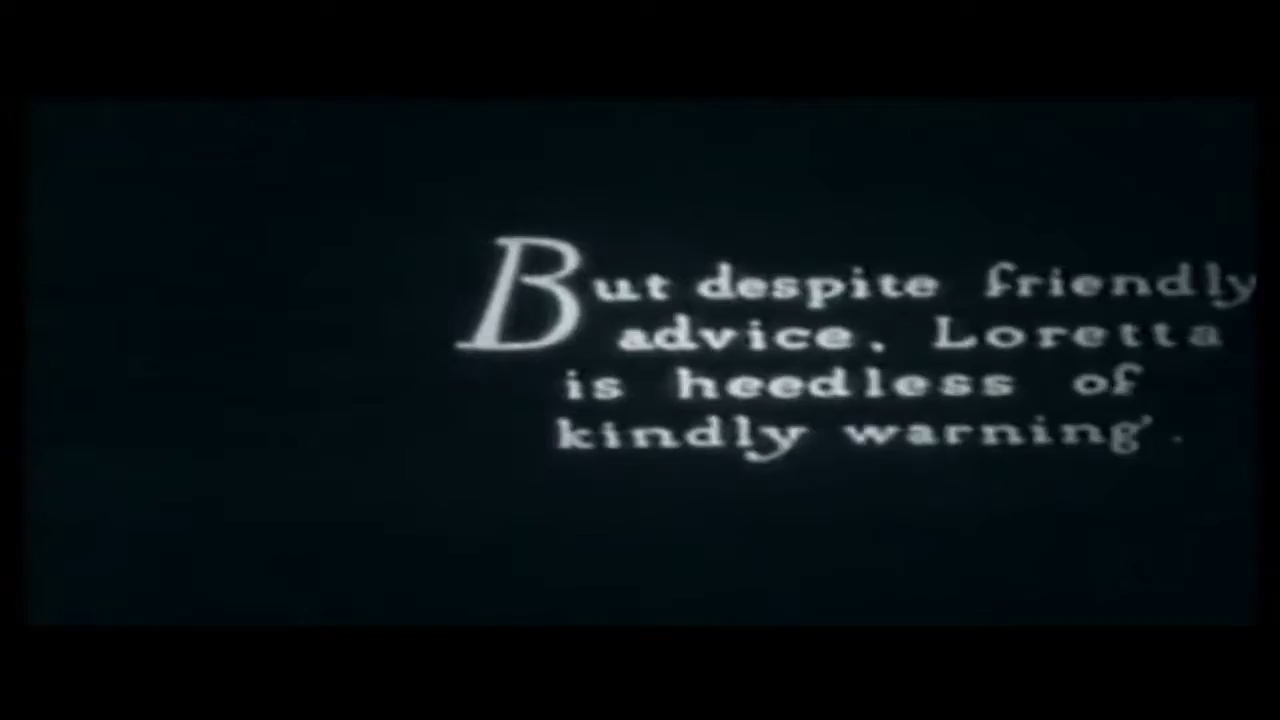 But despite friendly
advice, Loretta
is heedless of
kindly warning.